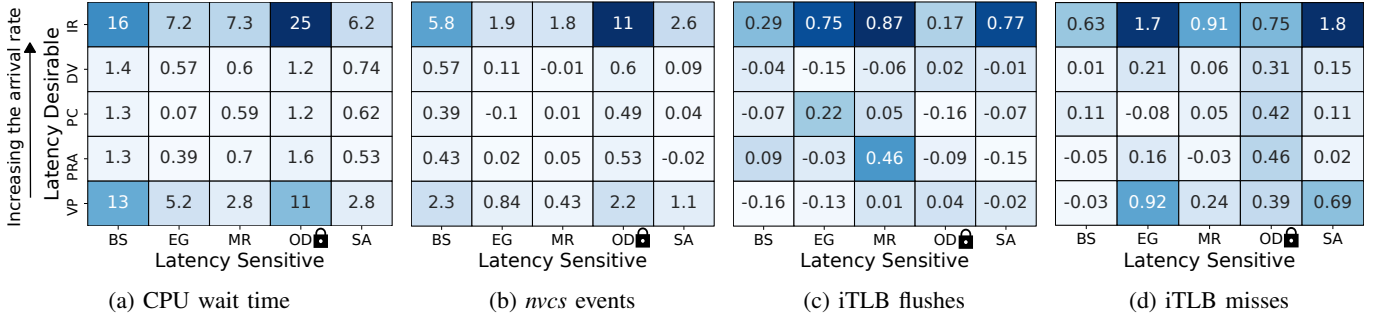 Increasing the arrival rate
Latency Desirable
IR
DV
PC
PRA
VP
16 7.2 7.3 25 6.2
1.4 0.57 0.6 1.2 0.74
1.3 0.07 0.59 1.2 0.62
1.3 0.39 0.7 1.6 0.53
13 5.2 2.8 11 2.8
BS EG MR OD SA
Latency Sensitive
(a) CPU wait time
5.8 1.9 1.8 11 2.6
0.57 0.11 -0.01 0.6 0.09
0.39 -0.1 0.01 0.49 0.04
0.43 0.02 0.05 0.53 -0.02
2.3 0.84 0.43 2.2 1.1
BS EG MR OD SA
Latency Sensitive
(b) nvcs events
0.29 0.75 0.87 0.17 0.77
-0.04 -0.15 -0.06 0.02 -0.01
-0.07 0.22 0.05 -0.16 -0.07
0.09 -0.03 0.46 -0.09 -0.15
-0.16 -0.13 0.01 0.04 -0.02
BS EG MR OD SA
Latency Sensitive
(c) iTLB flushes
0.63 1.7 0.91 0.75 1.8
0.01 0.21 0.06 0.31 0.15
0.11 -0.08 0.05 0.42 0.11
-0.05 0.16 -0.03 0.46 0.02
-0.03 0.92 0.24 0.39 0.69
BS EG MR OD SA
Latency Sensitive
(d) iTLB misses